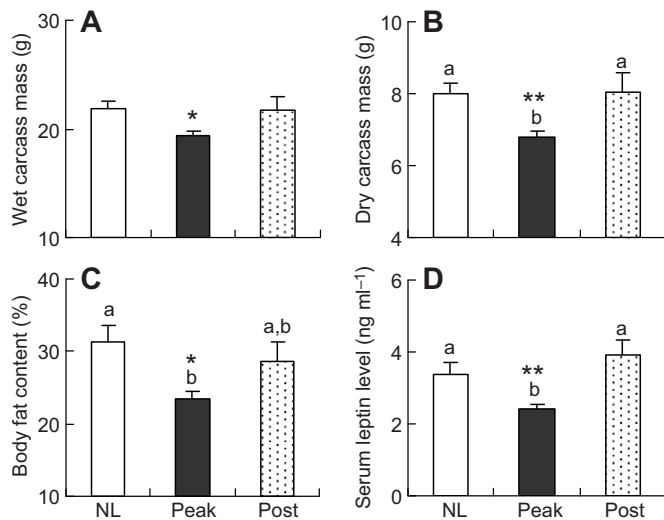 A
Wet carcass mass (g)
30
20
10
*
B
Dry carcass mass (g)
10
8
6
4
a
**
b
a
C
Body fat content (%)
40
30
20
10
a
*
b
a,b
NL
Peak
Post
D
Serum leptin level (ng ml⁻¹)
6
4
2
0
a
**
b
a
NL
Peak
Post